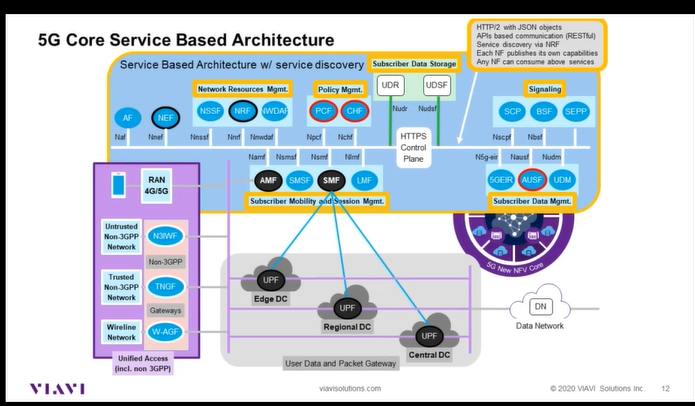 5G Core Service Based Architecture
HTTP/2 with JSON objects
APIs based communication (RESTful)
Service discovery via NRF
Each NF publishes its own capabilities
Any NF can consume above services
Service Based Architecture w/ service discovery
Subscriber Data Storage
UDR
UDSF
Nudr
Nudsf
Network Resources Mgmt.
Policy Mgmt.
Signaling
AF
NEF
NSSF
NRF
NWDAF
PCF
CHF
SCP
BSF
SEPP
Naf
Nnef
Nnssf
Nnrf
Nnwdaf
Npcf
Nchf
HTTPS
Control
Plane
Nscpf
Nbsf
Namf
Nsmsf
Nsmf
Nlmf
N5g-eir
Nausf
Nudm
RAN
4G/5G
AMF
SMSF
SMF
LMF
5GEIR
AUSF
UDM
Subscriber Mobility and Session Mgmt.
Subscriber Data Mgmt.
Untrusted
Non-3GPP
Network
N3IWF
Non-3GPP
Trusted
Non-3GPP
Network
TNGF
Gateways
Wireline
Network
W-AGF
Unified Access
(incl. non 3GPP)
UPF
Edge DC
UPF
Regional DC
UPF
Central DC
User Data and Packet Gateway
5G New NFV Core
DN
Data Network
VIAVI
viavisolutions.com
© 2020 VIAVI Solutions Inc.
12